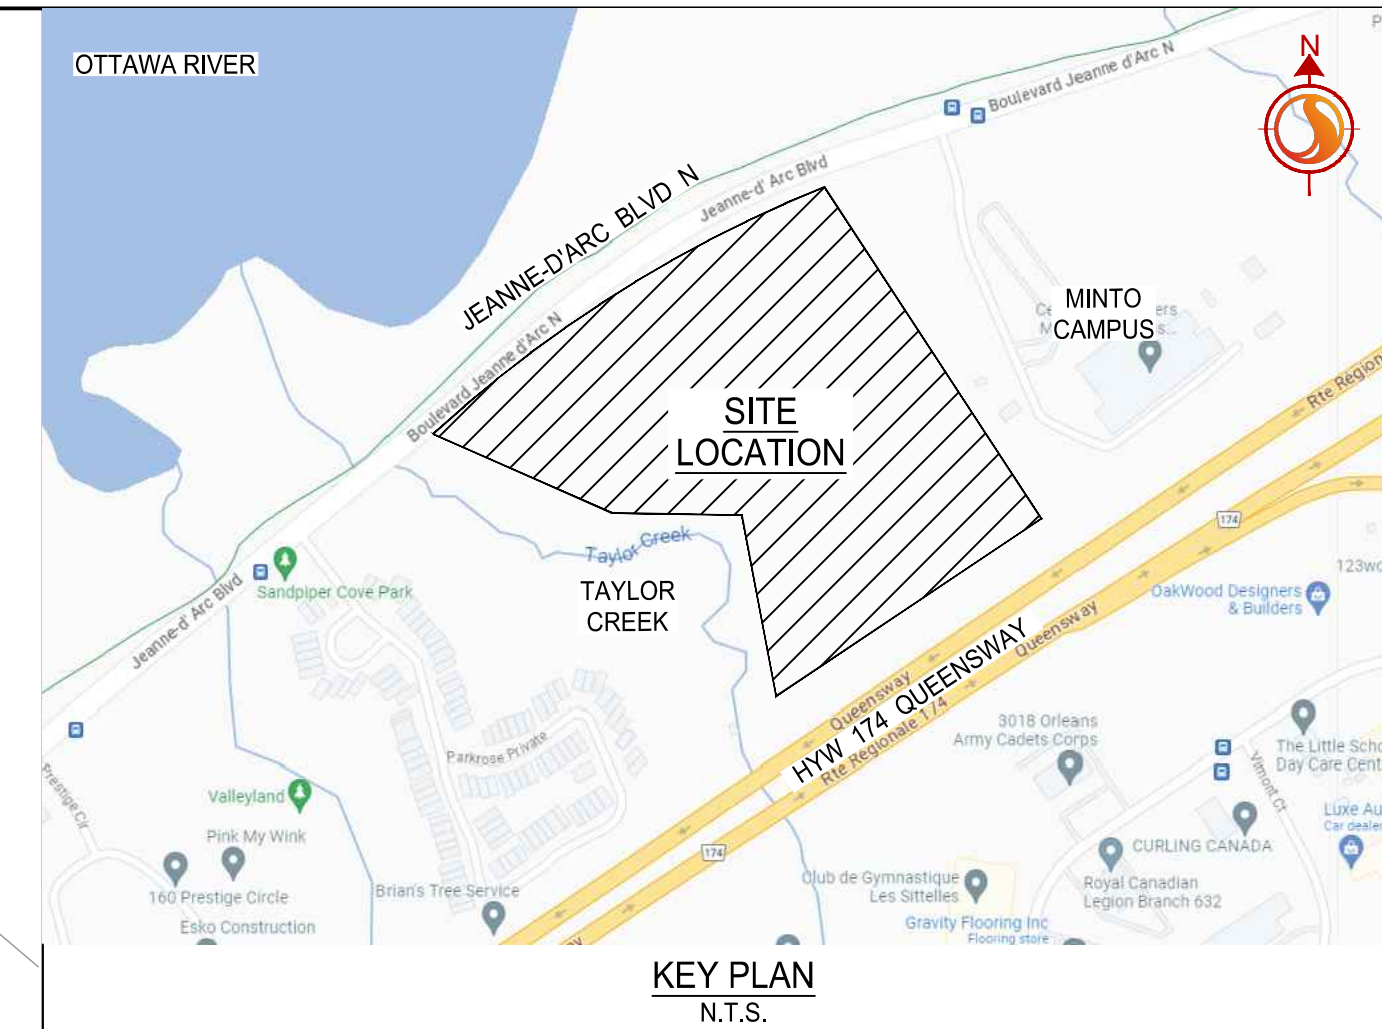 OTTAWA RIVER
N
Boulevard Jeanne d'Arc N
JEANNE-D'ARC BLVD N
Jeanne-d' Arc Blvd
MINTO
CAMPUS
Boulevard Jeanne d'Arc N
Rte Région
SITE
LOCATION
174
Taylor Creek
TAYLOR
CREEK
Sandpiper Cove Park
Jeanne-d' Arc Blvd
OakWood Designers
& Builders
Queensway
HYW 174 QUEENSWAY
Queensway
Rte Régionale 174
Parkrose Private
3018 Orleans
Army Cadets Corps
The Little Scho
Day Care Cent
Vimont Ct
Prestige Cir
Valleyland
Pink My Wink
Luxe Au
Car dealer
CURLING CANADA
174
160 Prestige Circle
Brian's Tree Service
Club de Gymnastique
Les Sittelles
Royal Canadian
Legion Branch 632
Esko Construction
Gravity Flooring Inc
Flooring store
KEY PLAN
N.T.S.